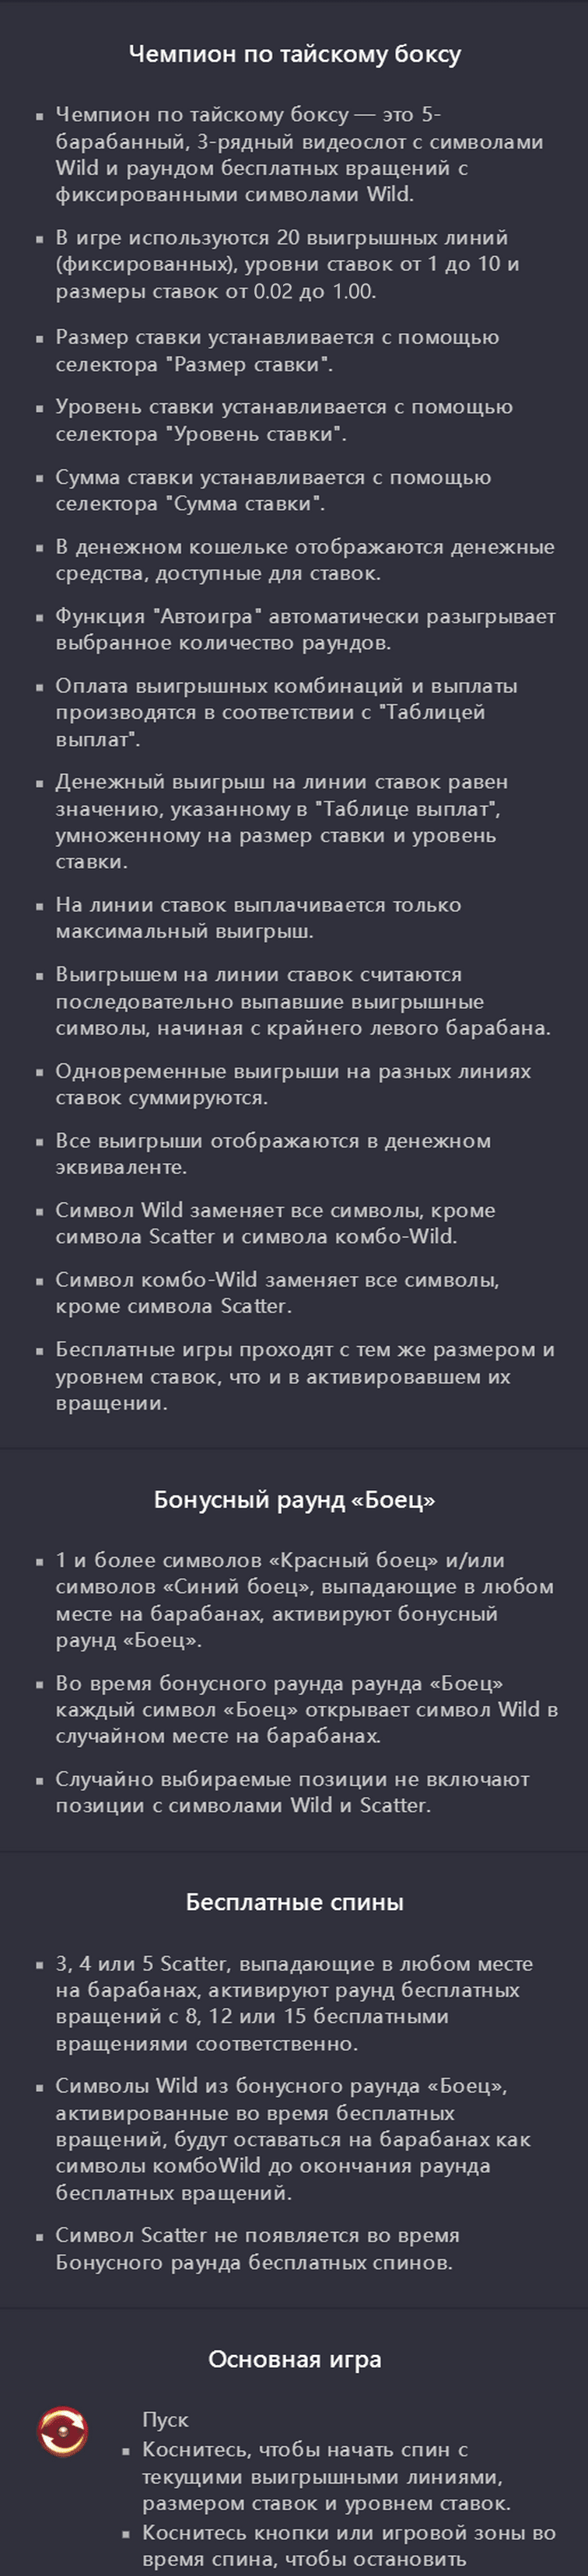 Чемпион по тайскому боксу
Чемпион по тайскому боксу — это 5-
барабанный, 3-рядный видеослот с символами
Wild и раундом бесплатных вращений с
фиксированными символами Wild.
В игре используются 20 выигрышных линий
(фиксированных), уровни ставок от 1 до 10 и
размеры ставок от 0.02 до 1.00.
Размер ставки устанавливается с помощью
селектора "Размер ставки".
Уровень ставки устанавливается с помощью
селектора "Уровень ставки".
Сумма ставки устанавливается с помощью
селектора "Сумма ставки".
В денежном кошельке отображаются денежные
средства, доступные для ставок.
Функция "Автоигра" автоматически разыгрывает
выбранное количество раундов.
Оплата выигрышных комбинаций и выплаты
производятся в соответствии с "Таблицей
выплат".
Денежный выигрыш на линии ставок равен
значению, указанному в "Таблице выплат",
умноженному на размер ставки и уровень
ставки.
На линии ставок выплачивается только
максимальный выигрыш.
Выигрышем на линии ставок считаются
последовательно выпавшие выигрышные
символы, начиная с крайнего левого барабана.
Одновременные выигрыши на разных линиях
ставок суммируются.
Все выигрыши отображаются в денежном
эквиваленте.
Символ Wild заменяет все символы, кроме
символа Scatter и символа комбо-Wild.
Символ комбо-Wild заменяет все символы,
кроме символа Scatter.
Бесплатные игры проходят с тем же размером и
уровнем ставок, что и в активировавшем их
вращении.
Бонусный раунд «Боец»
1 и более символов «Красный боец» и/или
символов «Синий боец», выпадающие в любом
месте на барабанах, активируют бонусный
раунд «Боец».
Во время бонусного раунда раунда «Боец»
каждый символ «Боец» открывает символ Wild в
случайном месте на барабанах.
Случайно выбираемые позиции не включают
позиции с символами Wild и Scatter.
Бесплатные спины
3, 4 или 5 Scatter, выпадающие в любом месте
на барабанах, активируют раунд бесплатных
вращений с 8, 12 или 15 бесплатными
вращениями соответственно.
Символы Wild из бонусного раунда «Боец»,
активированные во время бесплатных
вращений, будут оставаться на барабанах как
символы комбоWild до окончания раунда
бесплатных вращений.
Символ Scatter не появляется во время
Бонусного раунда бесплатных спинов.
Основная игра
Пуск
Коснитесь, чтобы начать спин с
текущими выигрышными линиями,
размером ставок и уровнем ставок.
Коснитесь кнопки или игровой зоны во
время спина, чтобы остановить